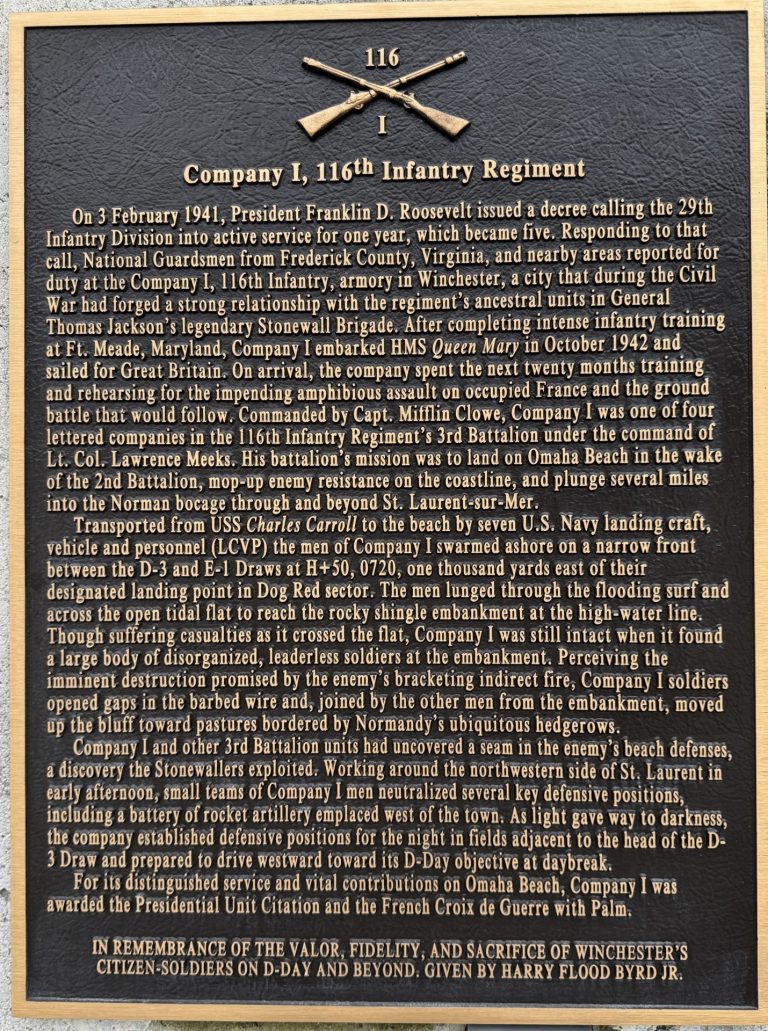 116
I
Company I, 116th Infantry Regiment
On 3 February 1941, President Franklin D. Roosevelt issued a decree calling the 29th
Infantry Division into active service for one year, which became five. Responding to that
call, National Guardsmen from Frederick County, Virginia, and nearby areas reported for
duty at the Company I, 116th Infantry, armory in Winchester, a city that during the Civil
War had forged a strong relationship with the regiment's ancestral units in General
Thomas Jackson's legendary Stonewall Brigade. After completing intense infantry training
at Ft. Meade, Maryland, Company I embarked HMS Queen Mary in October 1942 and
sailed for Great Britain. On arrival, the company spent the next twenty months training
and rehearsing for the impending amphibious assault on occupied France and the ground
battle that would follow. Commanded by Capt. Mifflin Clowe, Company I was one of four
lettered companies in the 116th Infantry Regiment's 3rd Battalion under the command of
Lt. Col. Lawrence Meeks. His battalion's mission was to land on Omaha Beach in the wake
of the 2nd Battalion, mop-up enemy resistance on the coastline, and plunge several miles
into the Norman bocage through and beyond St. Laurent-sur-Mer.
Transported from USS Charles Carroll to the beach by seven U.S. Navy landing craft,
vehicle and personnel (LCVP) the men of Company I swarmed ashore on a narrow front
between the D-3 and E-1 Draws at H+50, 0720, one thousand yards east of their
designated landing point in Dog Red sector. The men lunged through the flooding surf and
across the open tidal flat to reach the rocky shingle embankment at the high-water line.
Though suffering casualties as it crossed the flat, Company I was still intact when it found
a large body of disorganized, leaderless soldiers at the embankment. Perceiving the
imminent destruction promised by the enemy's bracketing indirect fire, Company I soldiers
opened gaps in the barbed wire and, joined by the other men from the embankment, moved
up the bluff toward pastures bordered by Normandy's ubiquitous hedgerows.
Company I and other 3rd Battalion units had uncovered a seam in the enemy's beach defenses,
a discovery the Stonewallers exploited. Working around the northwestern side of St. Laurent in
early afternoon, small teams of Company I men neutralized several key defensive positions,
including a battery of rocket artillery emplaced west of the town. As light gave way to darkness,
the company established defensive positions for the night in fields adjacent to the head of the D-
3 Draw and prepared to drive westward toward its D-Day objective at daybreak.
For its distinguished service and vital contributions on Omaha Beach, Company I was
awarded the Presidential Unit Citation and the French Croix de Guerre with Palm.
IN REMEMBRANCE OF THE VALOR, FIDELITY, AND SACRIFICE OF WINCHESTER'S
CITIZEN-SOLDIERS ON D-DAY AND BEYOND. GIVEN BY HARRY FLOOD BYRD JR.